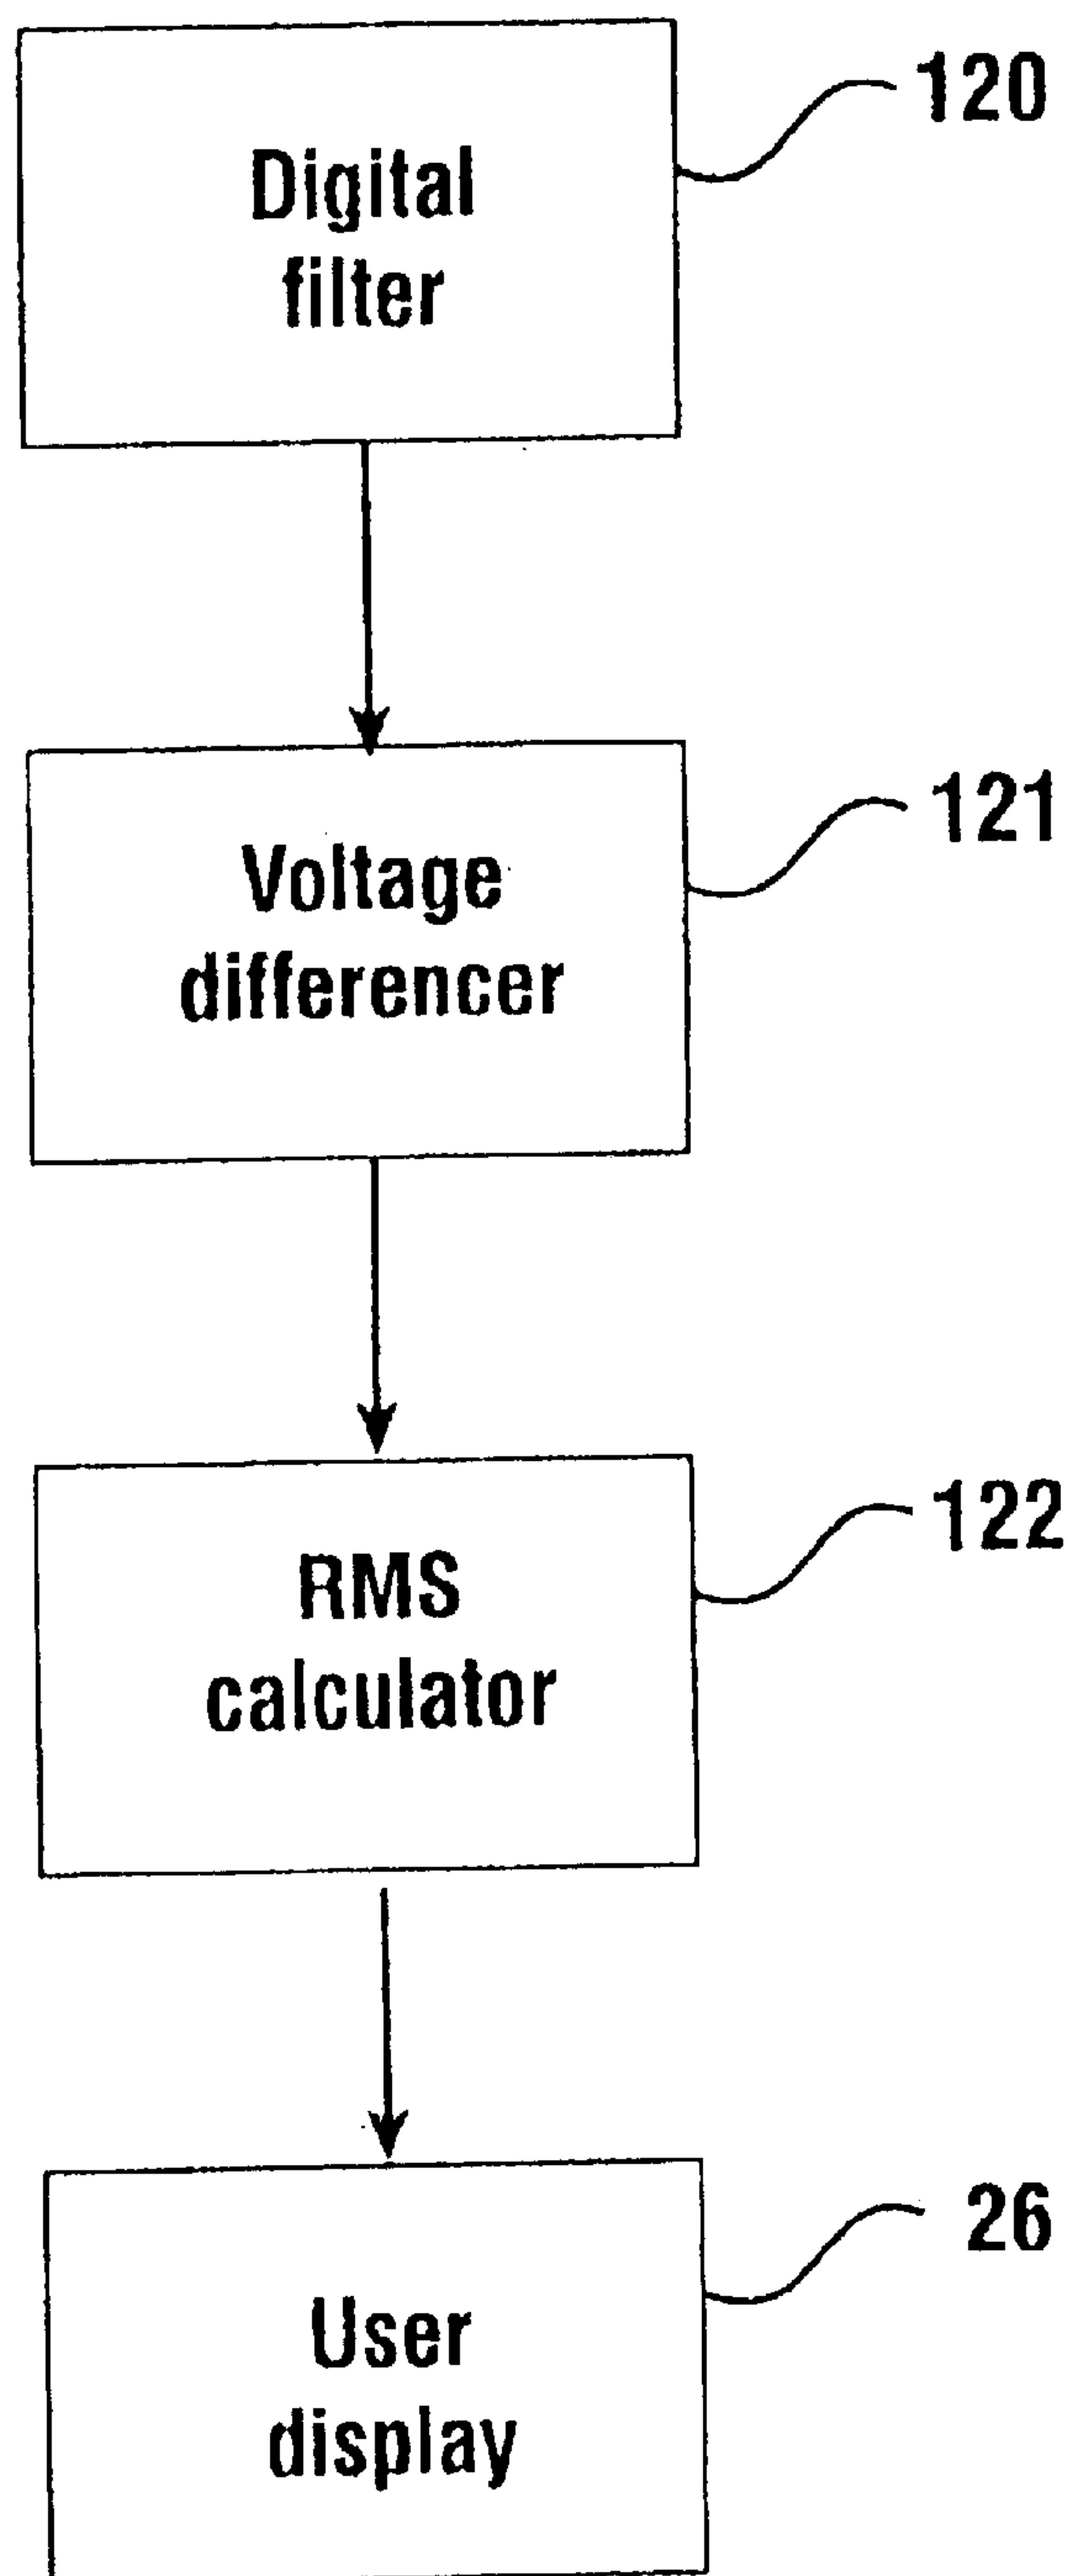 120
Digital
filter
121
Voltage
differencer
122
RMS
calculator
26
User
display